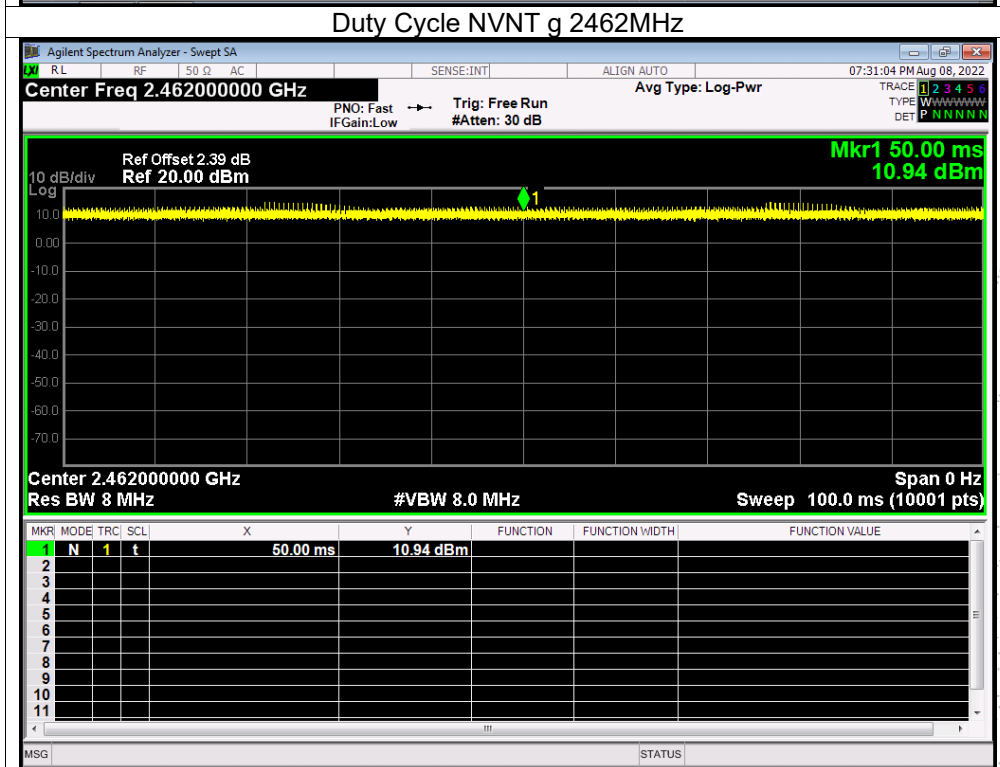 Duty Cycle NVNT g 2462MHz
Agilent Spectrum Analyzer - Swept SA
LXI RL RF 50 Ω AC SENSE:INT ALIGN AUTO 07:31:04 PM Aug 08, 2022
Center Freq 2.462000000 GHz Avg Type: Log-Pwr TRACE 1 2 3 4 5 6
PNO: Fast Trig: Free Run TYPE WWWWWW
IFGain:Low #Atten: 30 dB DET P N N N N N
Mkr1 50.00 ms
10.94 dBm
Ref Offset 2.39 dB
10 dB/div Ref 20.00 dBm
Log
1
10.0
0.00
-10.0
-20.0
-30.0
-40.0
-50.0
-60.0
-70.0
Center 2.462000000 GHz Span 0 Hz
Res BW 8 MHz #VBW 8.0 MHz Sweep 100.0 ms (10001 pts)
MKR MODE TRC SCL X Y FUNCTION FUNCTION WIDTH FUNCTION VALUE
1 N 1 t 50.00 ms 10.94 dBm
2
3
4
5
6
7
8
9
10
11
MSG STATUS